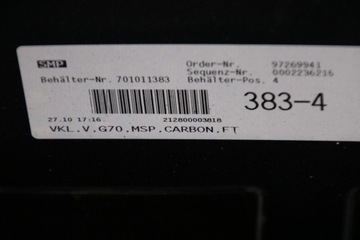 SMP Order-Nr. 97269941
Sequenz-Nr. 0002236216
Behälter-Nr. 701011383 Behälter-Pos. 4
383-4
27.10 17:16 212800003818
VKL.V.G70.MSP.CARBON.FT